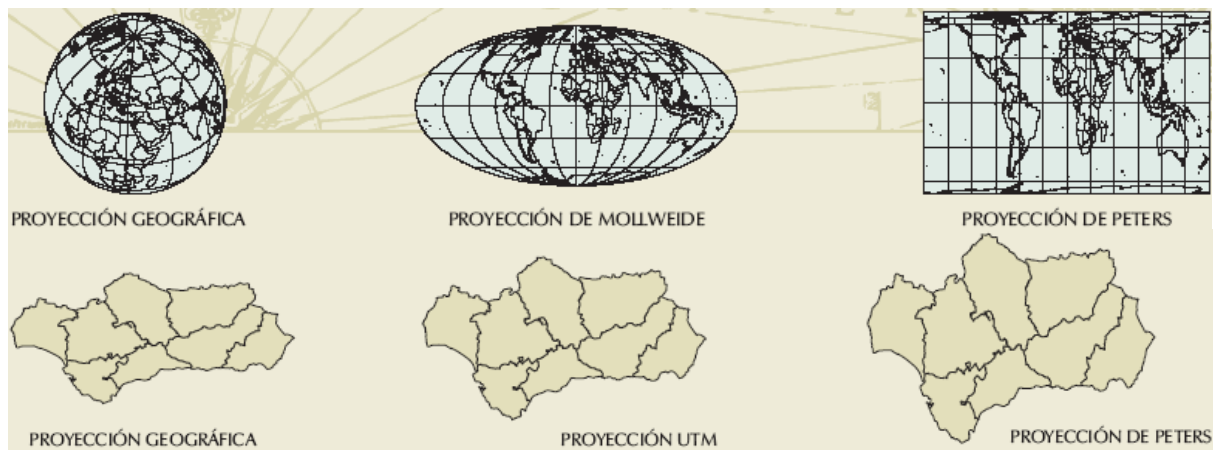 PROYECCIÓN GEOGRÁFICA
PROYECCIÓN DE MOLLWEIDE
PROYECCIÓN DE PETERS
PROYECCIÓN GEOGRÁFICA
PROYECCIÓN UTM
PROYECCIÓN DE PETERS